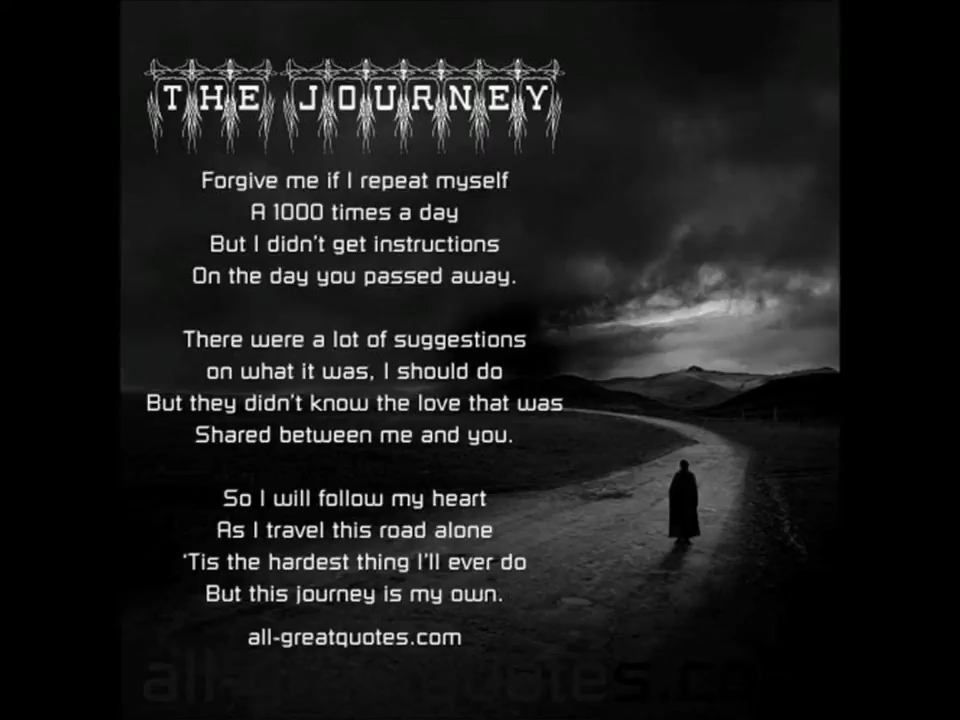 THE JOURNEY
Forgive me if I repeat myself
A 1000 times a day
But I didn't get instructions
On the day you passed away.
There were a lot of suggestions
on what it was, I should do
But they didn't know the love that was
Shared between me and you.
So I will follow my heart
As I travel this road alone
'Tis the hardest thing I'll ever do
But this journey is my own.
all-greatquotes.com
all-greatquotes.co